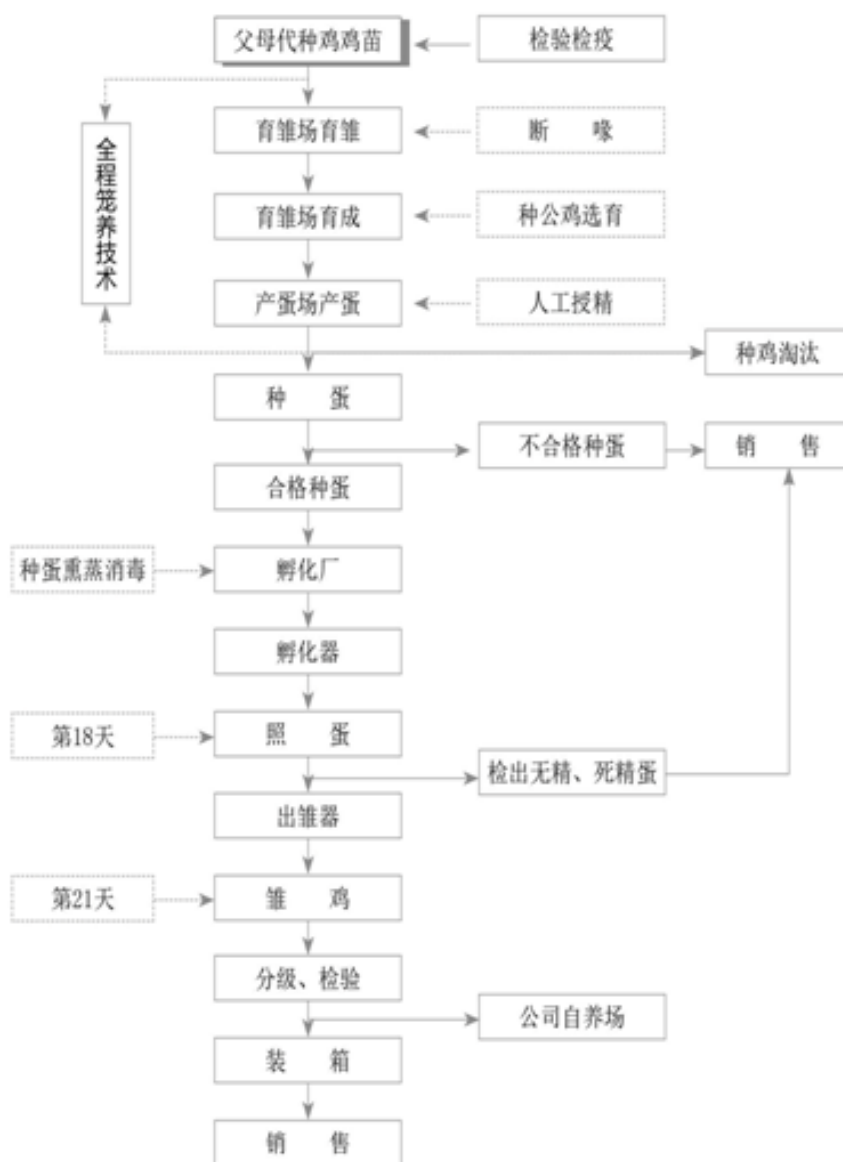 父母代种鸡鸡苗
检验检疫
育雏场育雏
断 喙
全程笼养技术
育雏场育成
种公鸡选育
产蛋场产蛋
人工授精
种鸡淘汰
种 蛋
不合格种蛋
销 售
合格种蛋
种蛋熏蒸消毒
孵化厂
孵化器
第18天
照 蛋
检出无精、死精蛋
出雏器
第21天
雏 鸡
分级、检验
公司自养场
装 箱
销 售